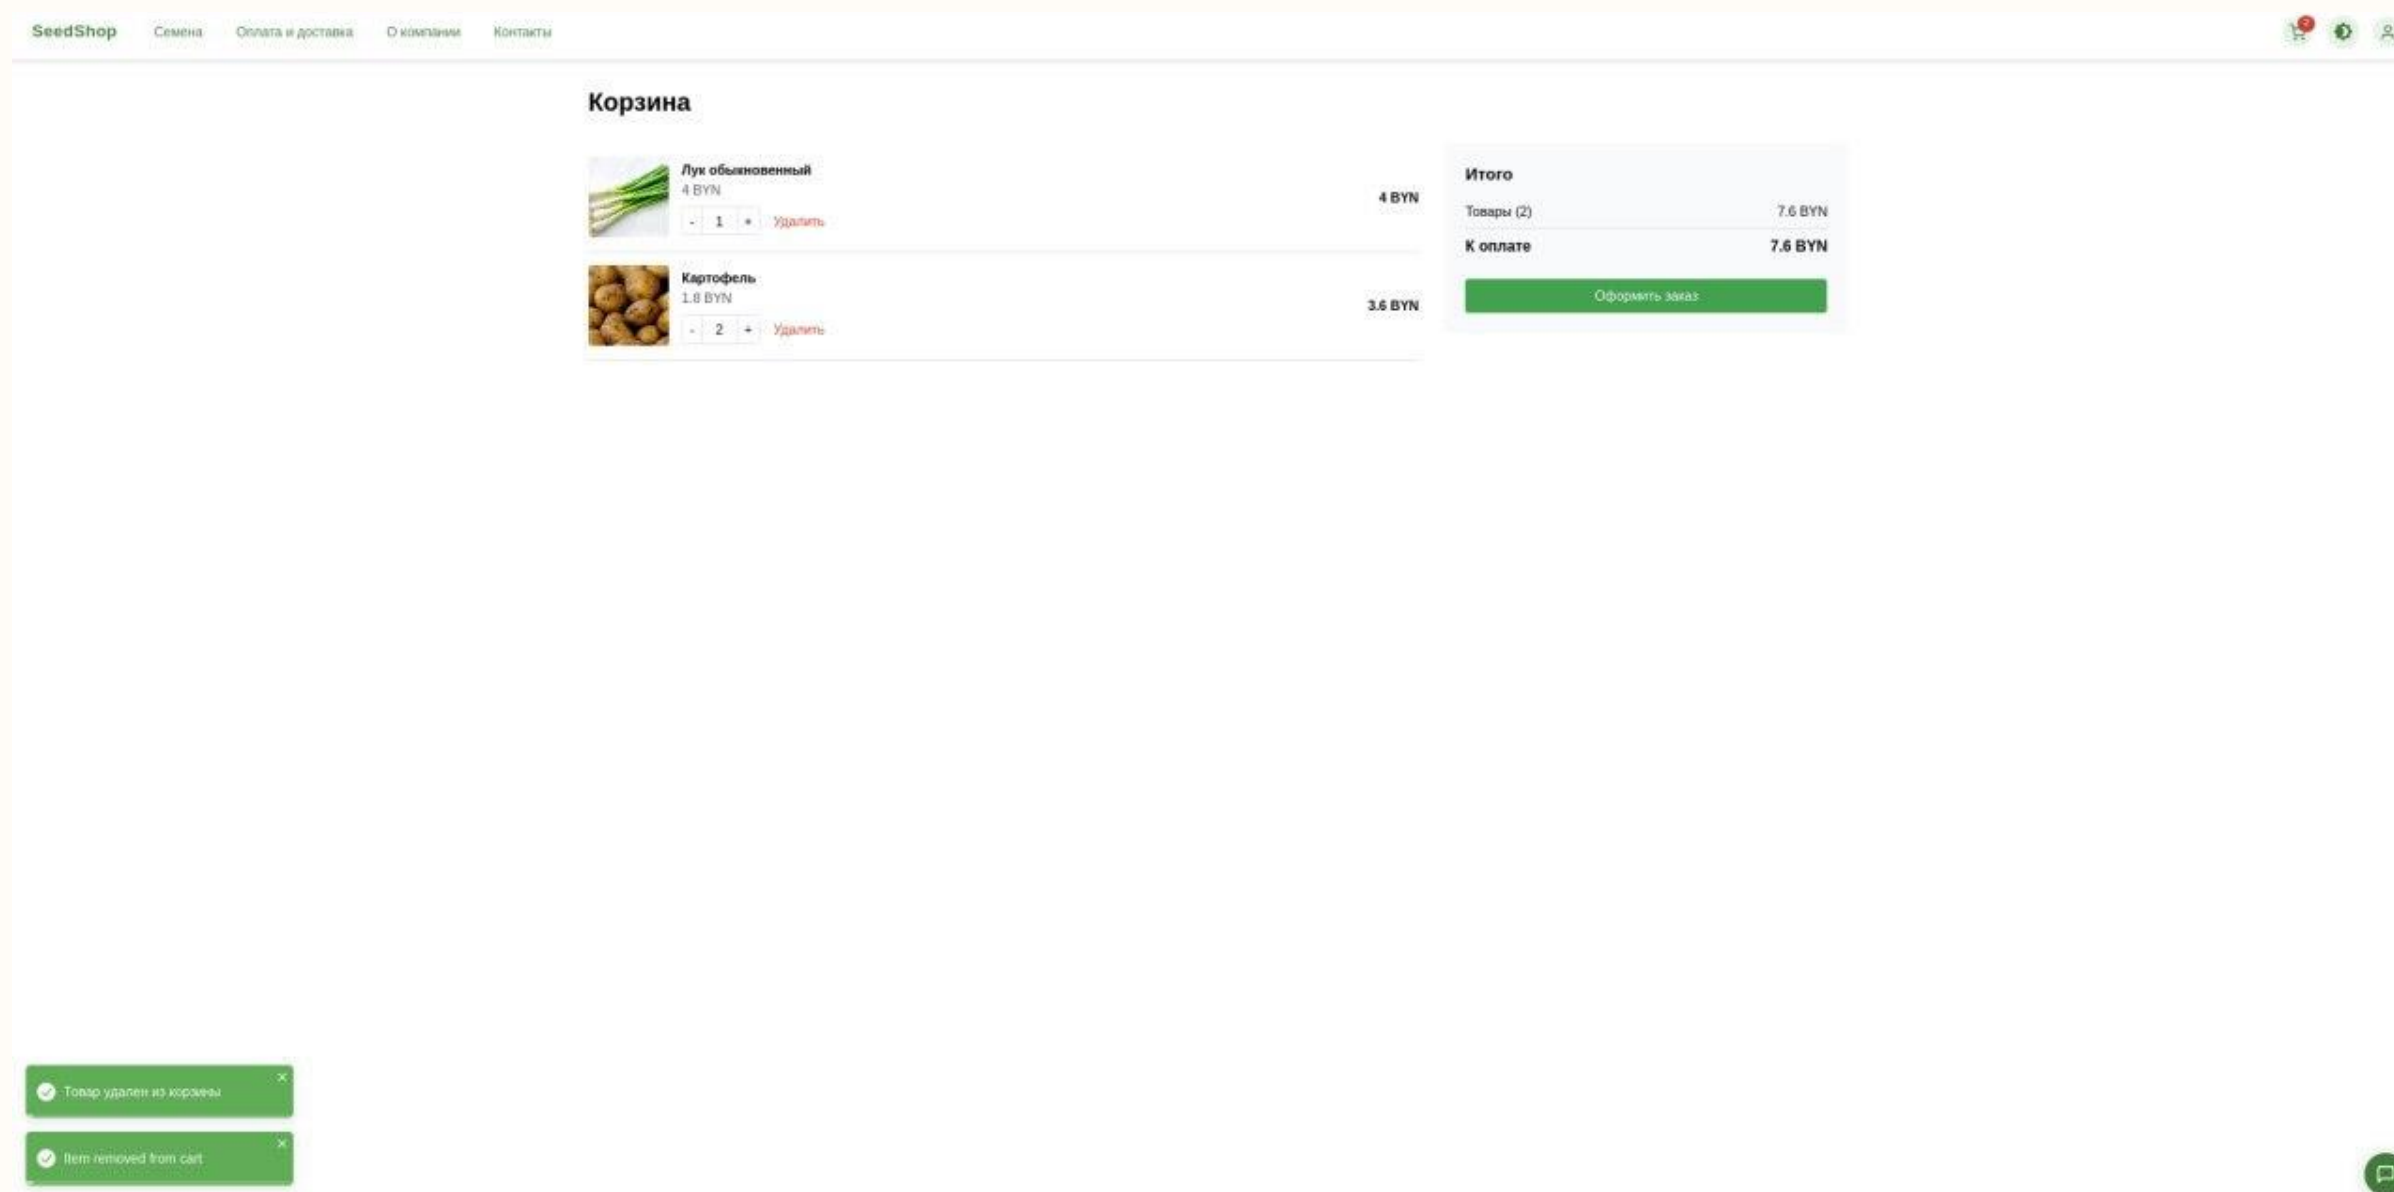 SeedShop Семена Оплата и доставка О компании Контакты 2
Корзина
Лук обыкновенный
4 BYN
- 1 + Удалить
4 BYN
Картофель
1.8 BYN
- 2 + Удалить
3.6 BYN
Итого
Товары (2) 7.6 BYN
К оплате 7.6 BYN
Оформить заказ
Товар удален из корзины
Item removed from cart